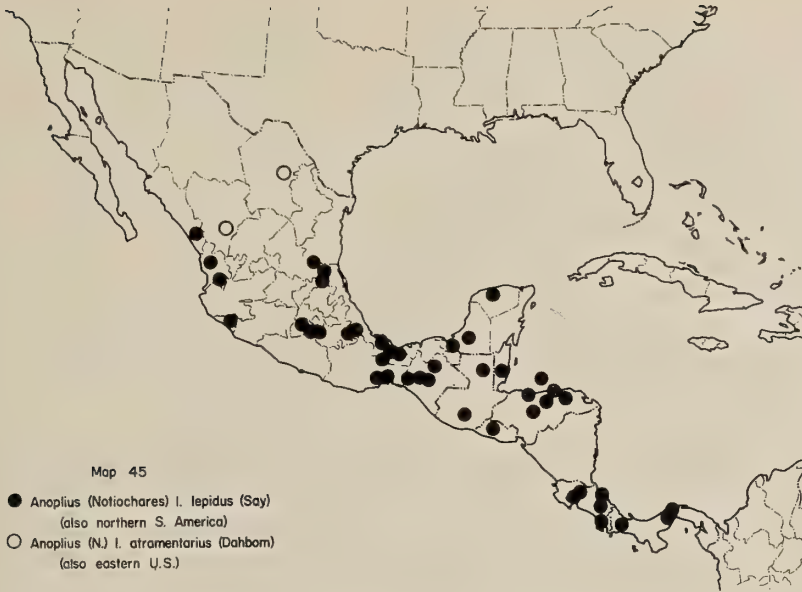 Map 45
● Anoplius (Notiochares) l. lepidus (Say)
(also northern S. America)
○ Anoplius (N.) l. atramentarius (Dahbom)
(also eastern U.S.)